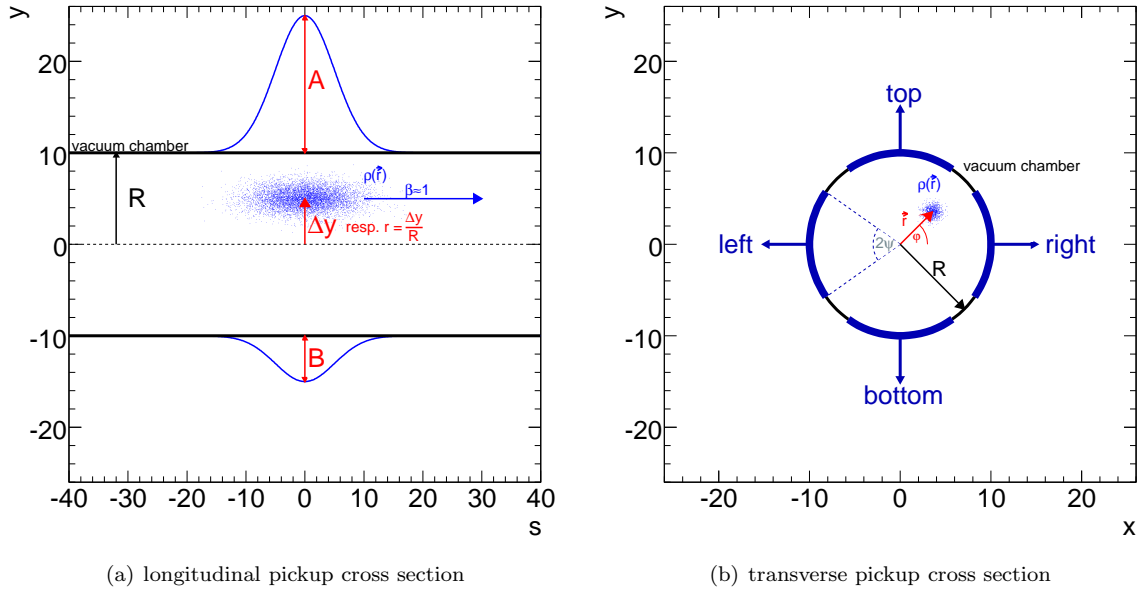 y
20
10
0
-10
-20
-40 -30 -20 -10 0 10 20 30 40
s
A
vacuum chamber
R
ρ(r⃗)
β≈1
Δy resp. r = Δy/R
B
(a) longitudinal pickup cross section
y
20
10
0
-10
-20
-20 -10 0 10 20
x
top
vacuum chamber
ρ(r⃗)
r⃗
φ
2ψ
left
right
R
bottom
(b) transverse pickup cross section